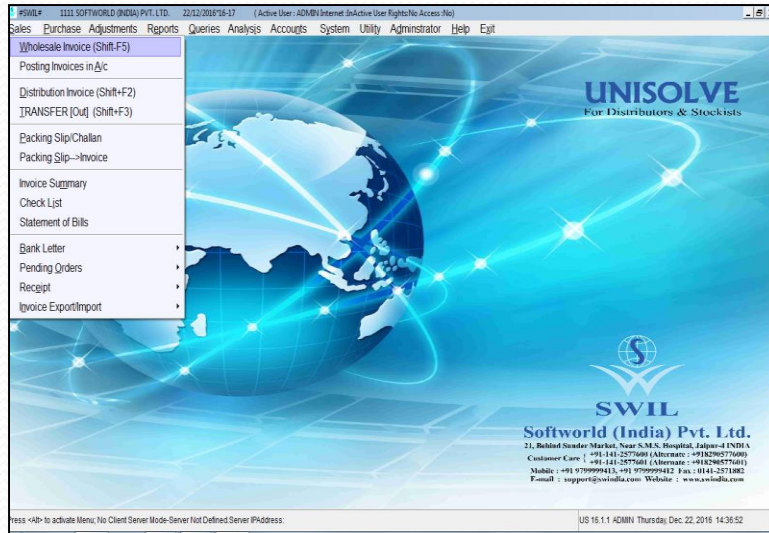 #SWIL# 1111 SOFTWORLD (INDIA) PVT. LTD. 22/12/2016'16-17 ( Active User : ADMIN Internet :InActive User Rights:No Access :No)
Sales Purchase Adjustments Reports Queries Analysis Accounts System Utility Adminstrator Help Exit
Wholesale Invoice (Shift-F5)
Posting Invoices in A/c
Distribution Invoice (Shift+F2)
TRANSFER [Out] (Shift+F3)
Packing Slip/Challan
Packing Slip-->Invoice
Invoice Summary
Check List
Statement of Bills
Bank Letter
Pending Orders
Receipt
Invoice Export/Import
UNISOLVE
For Distributors & Stockists
S
SWIL
Softworld (India) Pvt. Ltd.
21, Behind Sunder Market, Near S.M.S. Hospital, Jaipur-4 INDIA
Customer Care { +91-141-2577600 (Alternate : +918290577600)
+91-141-2577601 (Alternate : +918290577601)
Mobile : +91 9799999413, +91 9799999412 Fax : 0141-2571882
E-mail : support@swindia.com Website : www.swindia.com
Press <Alt> to activate Menu; No Client Server Mode-Server Not Defined.Server IPAddress: US 16.1.1 ADMIN Thursday, Dec. 22, 2016 14:36:52